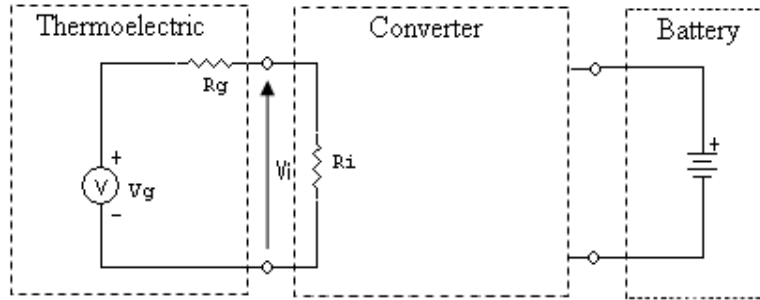 Thermoelectric
Converter
Battery
Rg
+
V
Vg
-
Vi
Ri
+